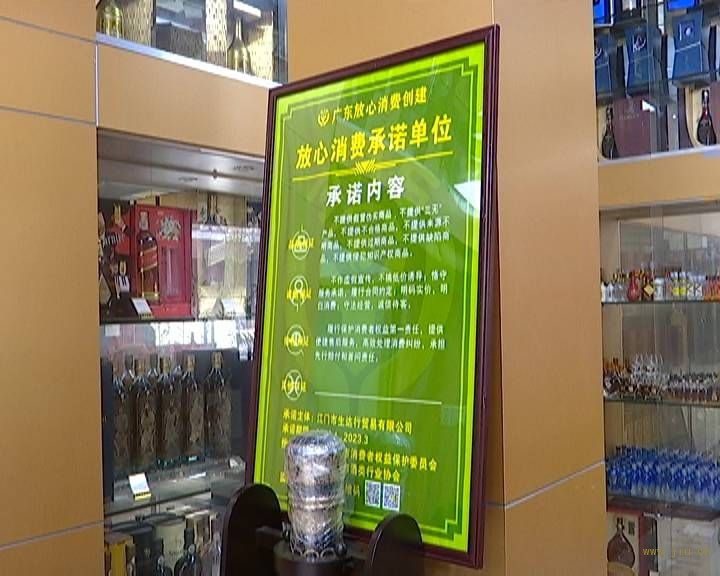 广东放心消费创建
放心消费承诺单位
承诺内容
不提供假冒伪劣商品，不提供“三无”
产品，不提供不合格商品，不提供来源不
明商品，不提供过期商品，不提供缺陷商
品，不提供侵犯知识产权商品。
不作虚假宣传，不搞低价诱导；恪守
服务承诺，履行合同约定；明码实价，明
白消费；守法经营，诚信待客。
履行保护消费者权益第一责任，提供
便捷售后服务，高效处理消费纠纷，承担
先行赔付和首问责任。
承诺主体：江门市生达行贸易有限公司
承诺期限
2023.3
消费者权益保护委员会
酒类行业协会